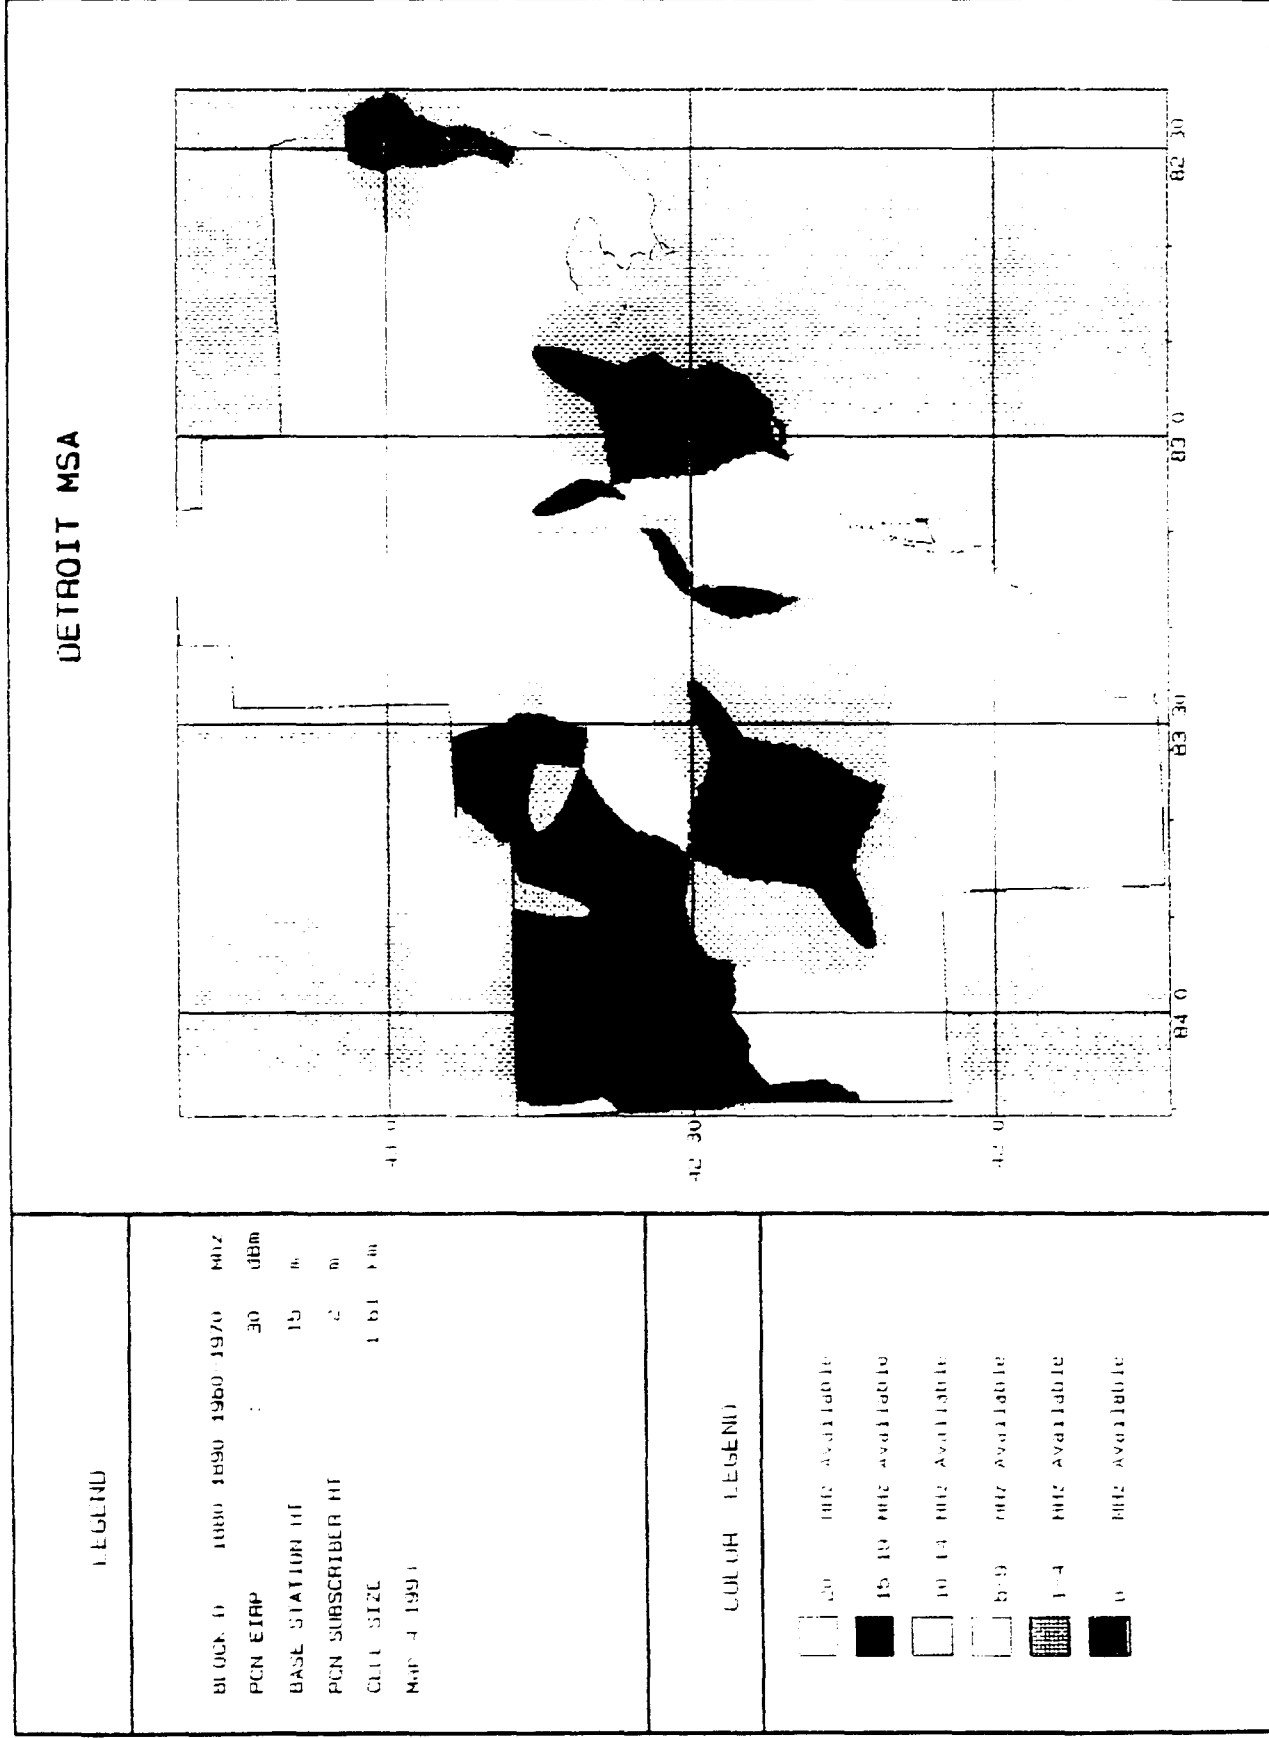 DETROIT MSA
82 30
83 0
83 30
84 0
42 30
42 0
LEGEND
BLOCK D 1880 1890 1960-1970 MHz
PCN EIRP : 30 dBm
BASE STATION HT 15 m
PCN SUBSCRIBER HT 2 m
CELL SIZE 1.61 Km
COLOR LEGEND
20 MHz Available
15-19 MHz Available
10-14 MHz Available
5-9 MHz Available
1-4 MHz Available
0 MHz Available